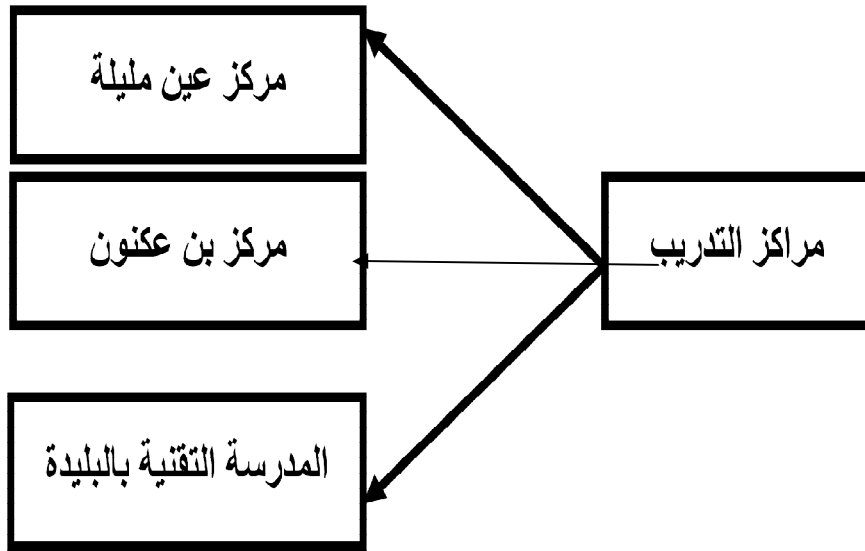 مركز عين مليلة
مراكز التدريب
مركز بن عكنون
المدرسة التقنية بالبليدة